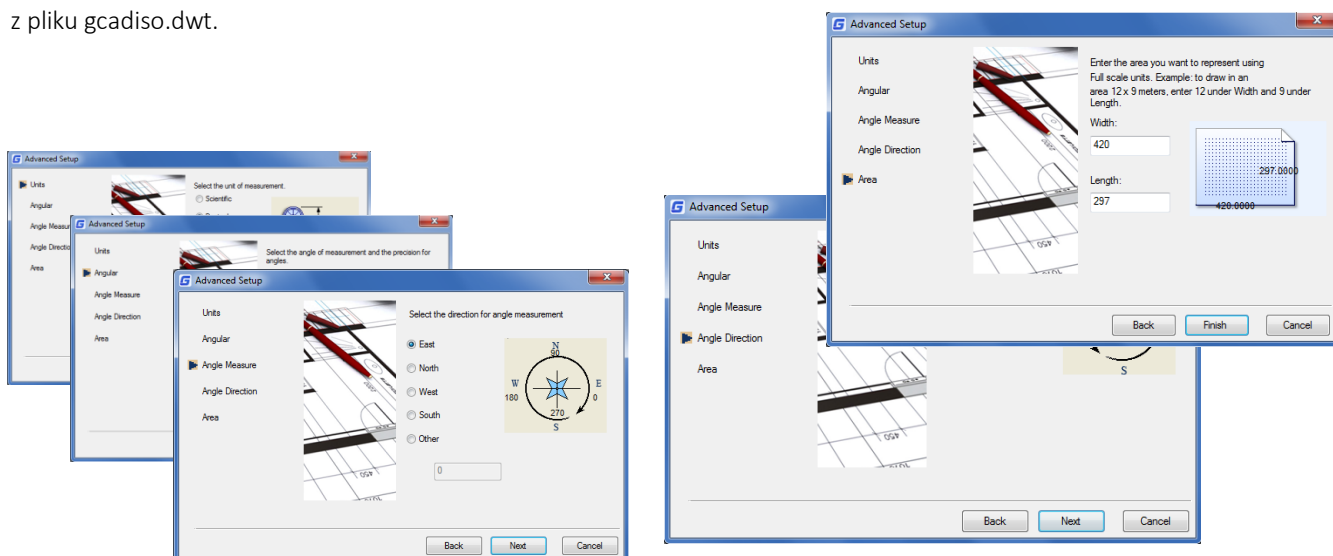 z pliku gcadiso.dwt.
Advanced Setup
Units
Angular
Angle Direction
Area
Select the unit of measurement.
Scientific
Advanced Setup
Units
Angular
Angle Measure
Angle Direction
Area
Select the angle of measurement and the precision for
angles.
Advanced Setup
Units
Angular
Angle Measure
Angle Direction
Area
Select the direction for angle measurement
East
North
West
South
Other
0
N
90
W
180
E
0
270
S
450
Back
Next
Cancel
Advanced Setup
Units
Angular
Angle Measure
Angle Direction
Area
450
S
Back
Next
Cancel
Advanced Setup
Units
Angular
Angle Measure
Angle Direction
Area
Enter the area you want to represent using
Full scale units. Example: to draw in an
area 12 x 9 meters, enter 12 under Width and 9 under
Length.
Width:
420
Length:
297
297.0000
420.0000
450
Back
Finish
Cancel